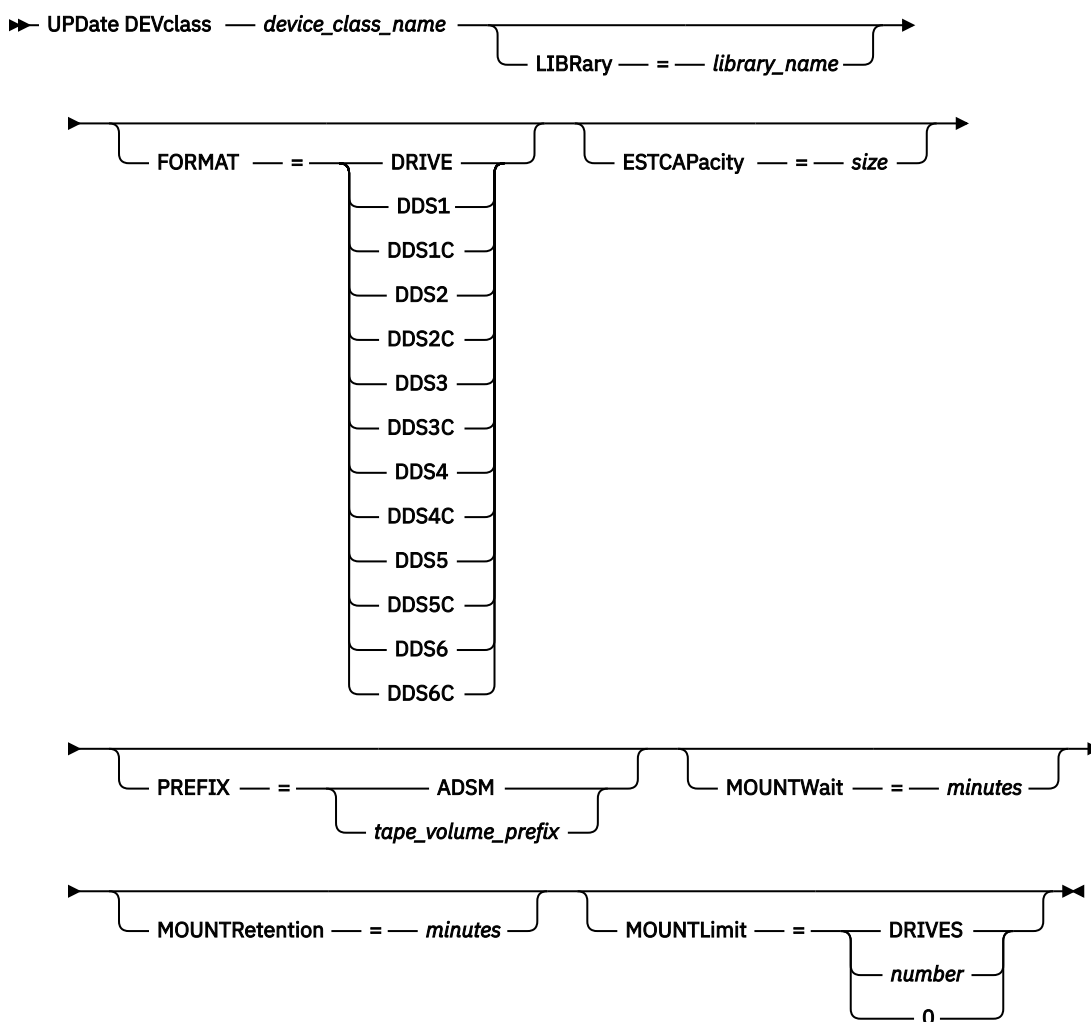 UPDate DEVclass device_class_name
LIBRary = library_name
FORMAT = DRIVE
DDS1
DDS1C
DDS2
DDS2C
DDS3
DDS3C
DDS4
DDS4C
DDS5
DDS5C
DDS6
DDS6C
ESTCAPacity = size
PREFIX = ADSM
tape_volume_prefix
MOUNTWait = minutes
MOUNTRetention = minutes
MOUNTLimit = DRIVES
number
0